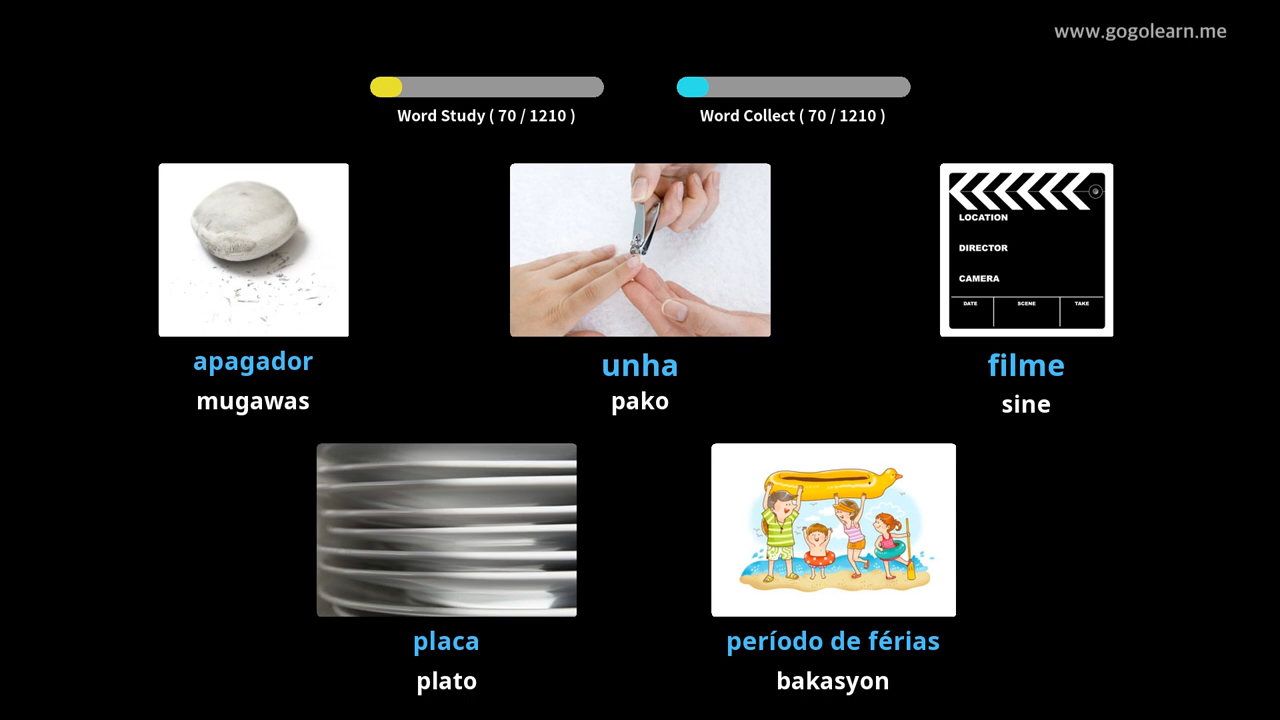 www.gogolearn.me
Word Study ( 70 / 1210 )
Word Collect ( 70 / 1210 )
LOCATION
DIRECTOR
CAMERA
DATE SCENE TAKE
apagador
mugawas
unha
pako
filme
sine
placa
plato
período de férias
bakasyon